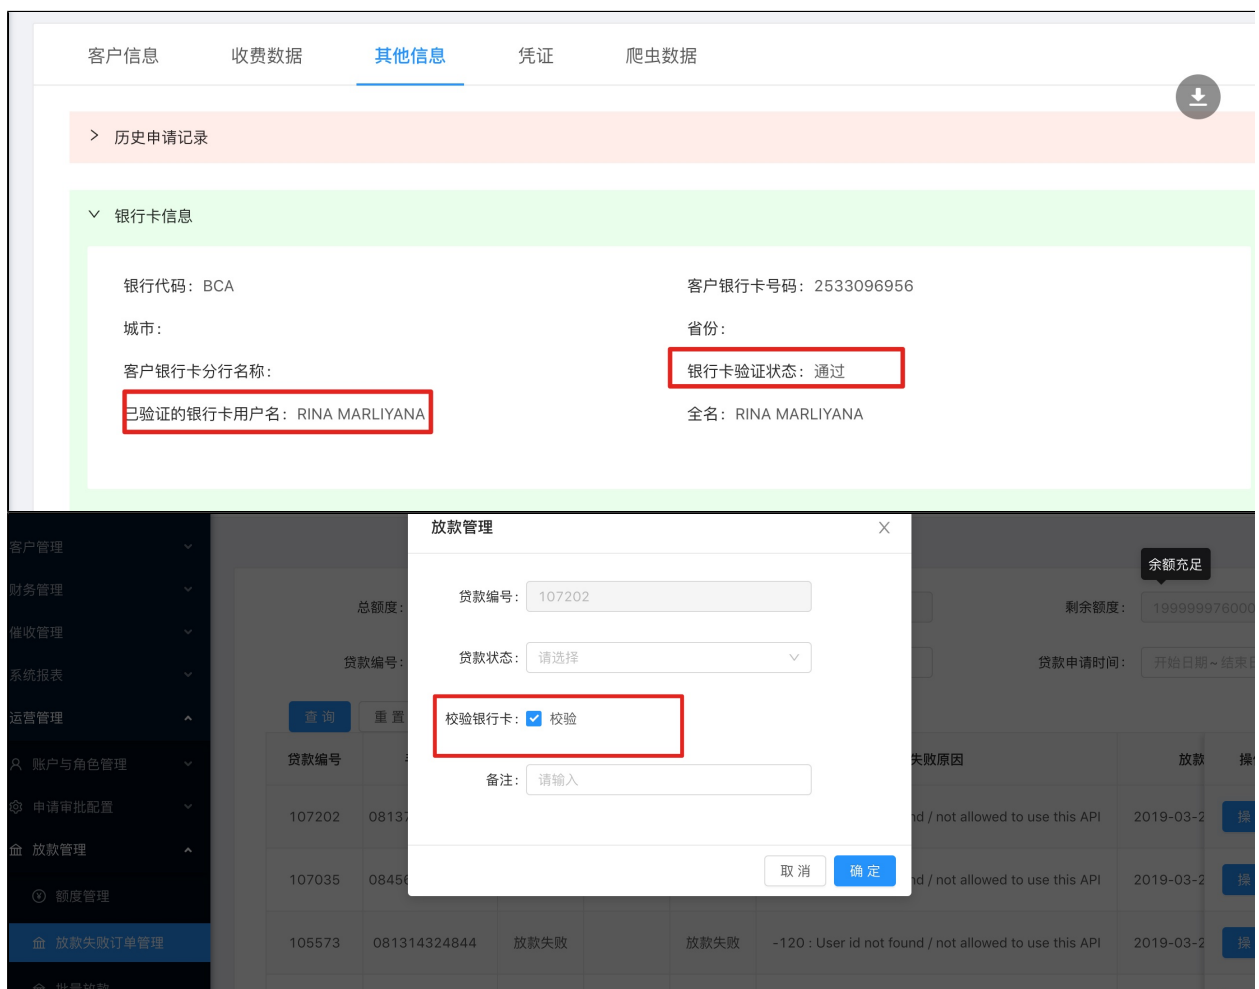 客户信息 收费数据 其他信息 凭证 爬虫数据
历史申请记录
银行卡信息
银行代码: BCA 客户银行卡号码: 2533096956
城市: 省份:
客户银行卡分行名称: 银行卡验证状态: 通过
已验证的银行卡用户名: RINA MARLIYANA 全名: RINA MARLIYANA
放款管理
客户管理
余额充足
财务管理
贷款编号: 107202
总额度: 剩余额度: 199999976000
催收管理
贷款状态: 请选择
贷款编号: 贷款申请时间: 开始日期 ~ 结束日
系统报表
运营管理 查询 重置 校验银行卡: 校验
账户与角色管理 贷款编号 失败原因 放款 操
备注: 请输入
申请审批配置
107202 08137 nd / not allowed to use this API 2019-03-2 操
放款管理
取消 确定
107035 08456 nd / not allowed to use this API 2019-03-2 操
额度管理
放款失败订单管理 105573 081314324844 放款失败 放款失败 -120 : User id not found / not allowed to use this API 2019-03-2 操
批量放款